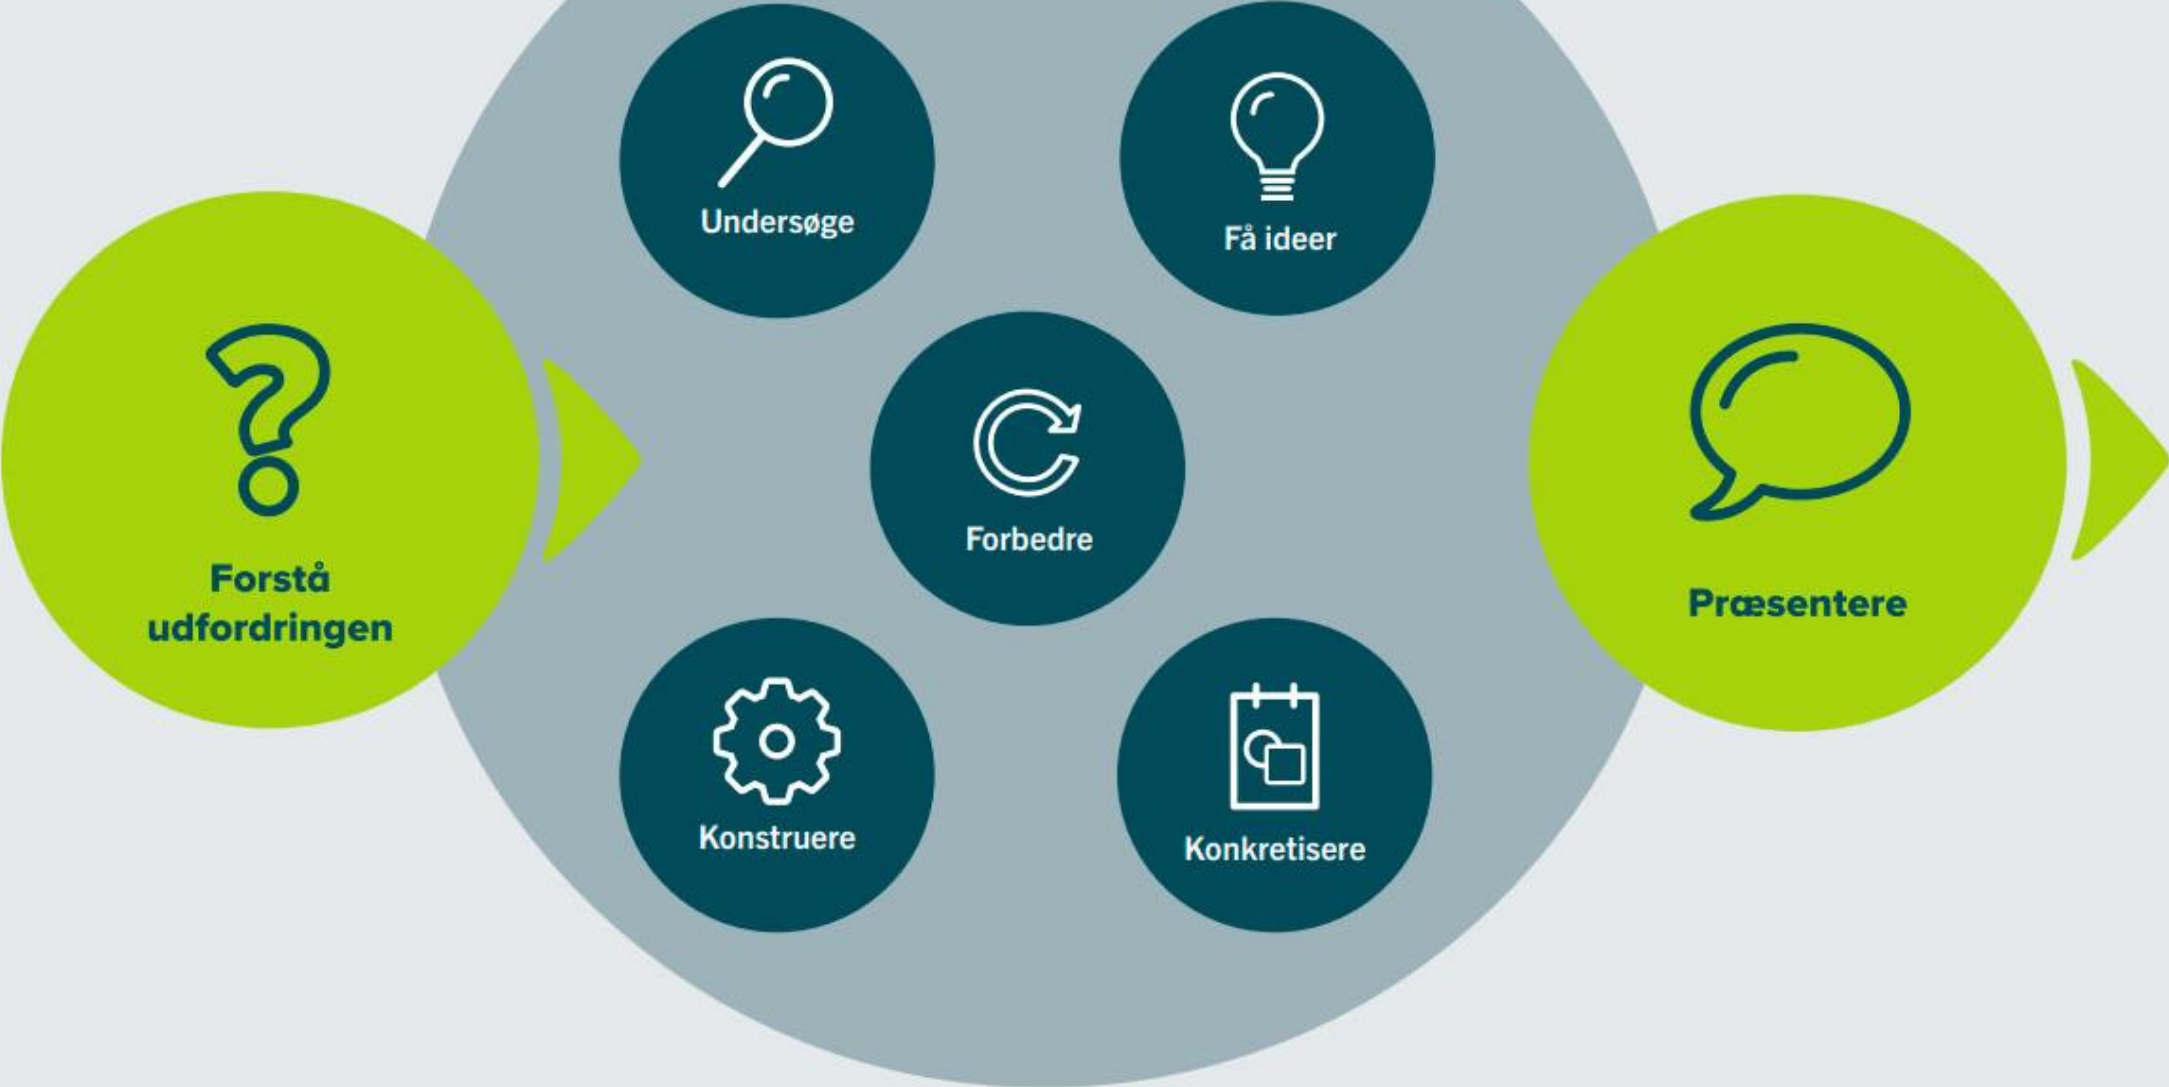 Undersøge
Få ideer
Forstå
udfordringen
Forbedre
Præsentere
Konstruere
Konkretisere